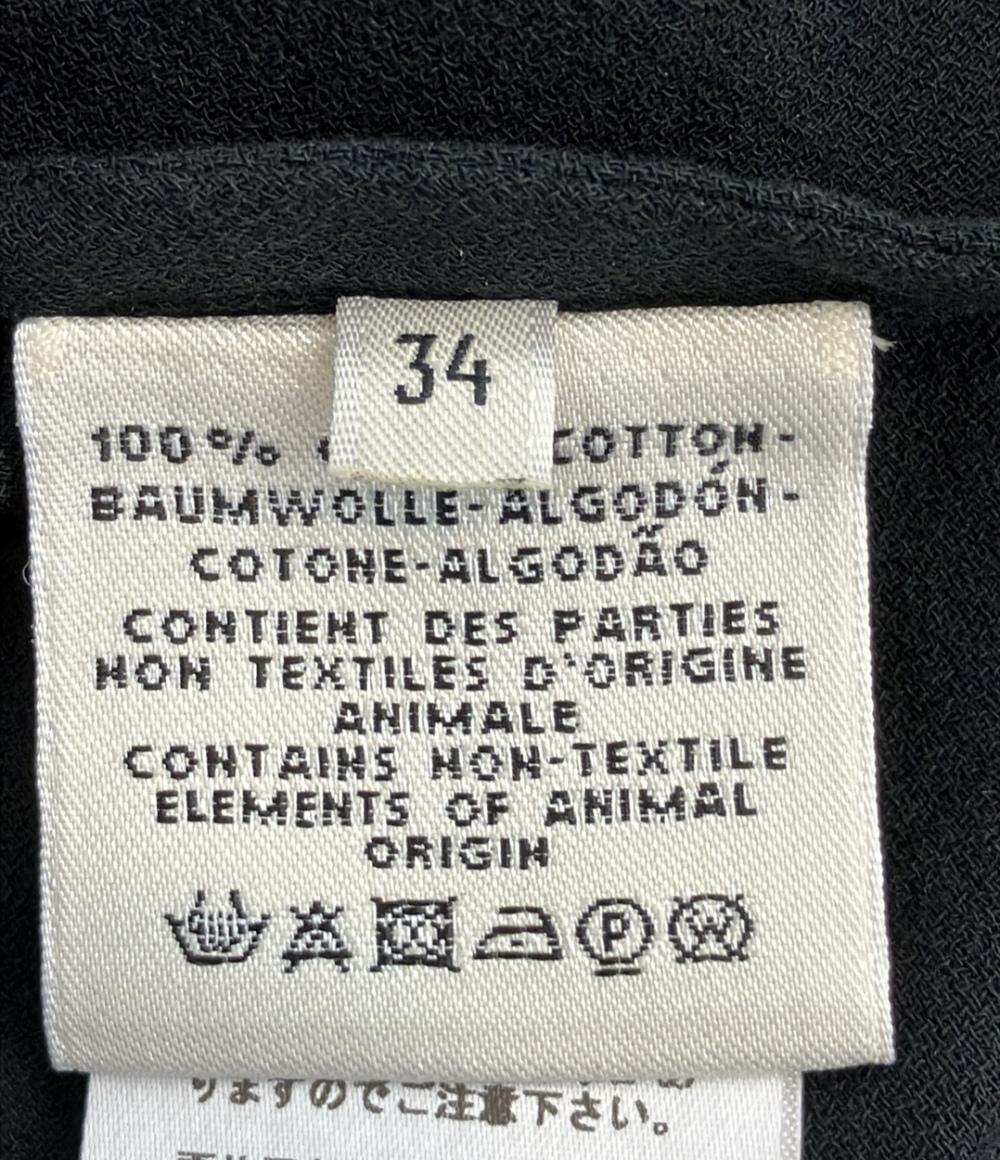 34
100% COTTON-
BAUMWOLLE-ALGODÓN-
COTONE-ALGODÃO
CONTIENT DES PARTIES
NON TEXTILES D'ORIGINE
ANIMALE
CONTAINS NON-TEXTILE
ELEMENTS OF ANIMAL
ORIGIN
P W
りますのでご注意下さい。